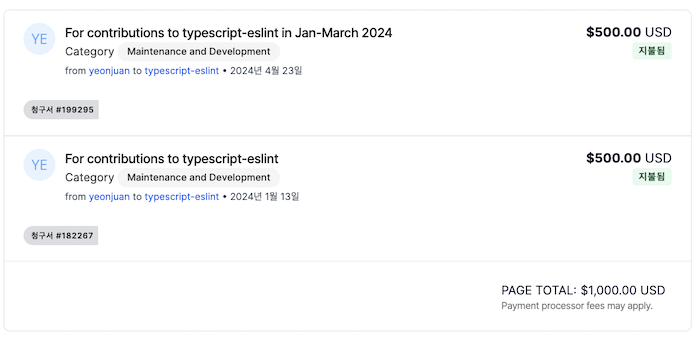 YE
For contributions to typescript-eslint in Jan-March 2024
$500.00 USD
Category Maintenance and Development
지불됨
from yeonjuan to typescript-eslint • 2024년 4월 23일
청구서 #199295
YE
For contributions to typescript-eslint
$500.00 USD
Category Maintenance and Development
지불됨
from yeonjuan to typescript-eslint • 2024년 1월 13일
청구서 #182267
PAGE TOTAL: $1,000.00 USD
Payment processor fees may apply.